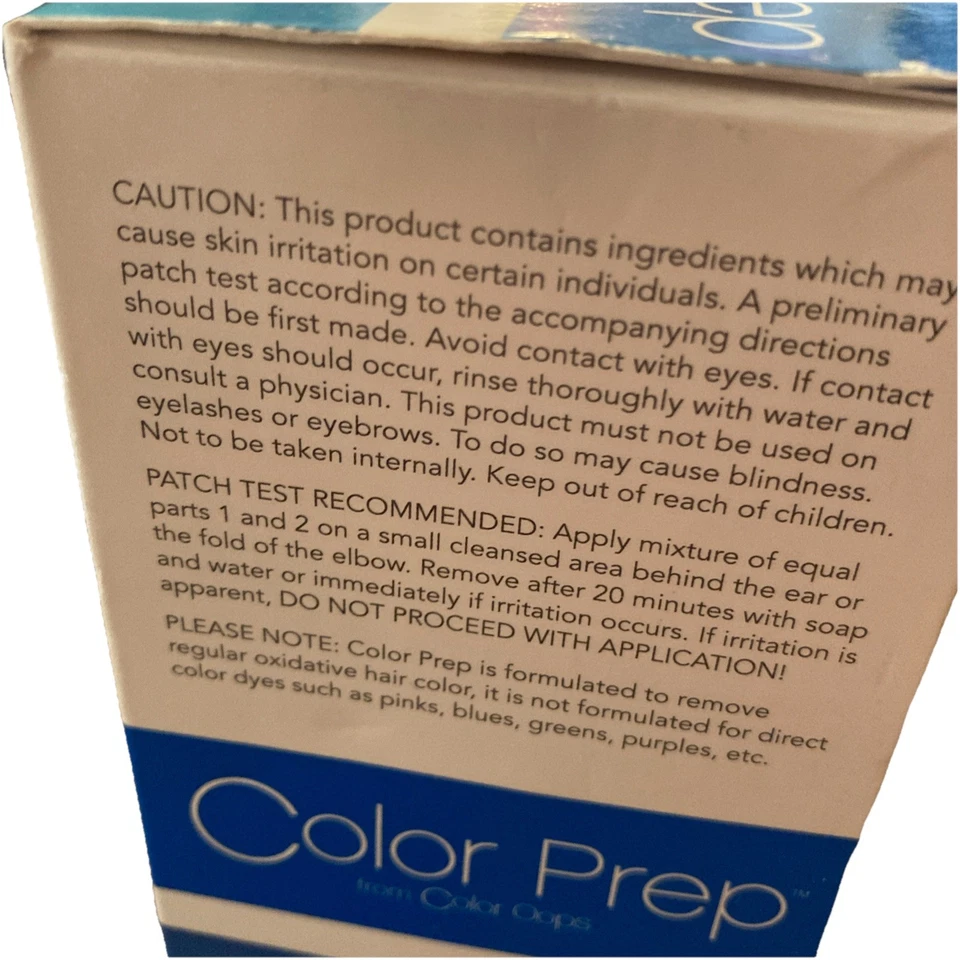 ep
CAUTION: This product contains ingredients which may
cause skin irritation on certain individuals. A preliminary
patch test according to the accompanying directions
should be first made. Avoid contact with eyes. If contact
with eyes should occur, rinse thoroughly with water and
consult a physician. This product must not be used on
eyelashes or eyebrows. To do so may cause blindness.
Not to be taken internally. Keep out of reach of children.
PATCH TEST RECOMMENDED: Apply mixture of equal
parts 1 and 2 on a small cleansed area behind the ear or
the fold of the elbow. Remove after 20 minutes with soap
and water or immediately if irritation occurs. If irritation is
apparent, DO NOT PROCEED WITH APPLICATION!
PLEASE NOTE: Color Prep is formulated to remove
regular oxidative hair color, it is not formulated for direct
color dyes such as pinks, blues, greens, purples, etc.
Color Prep™
from Color Oops